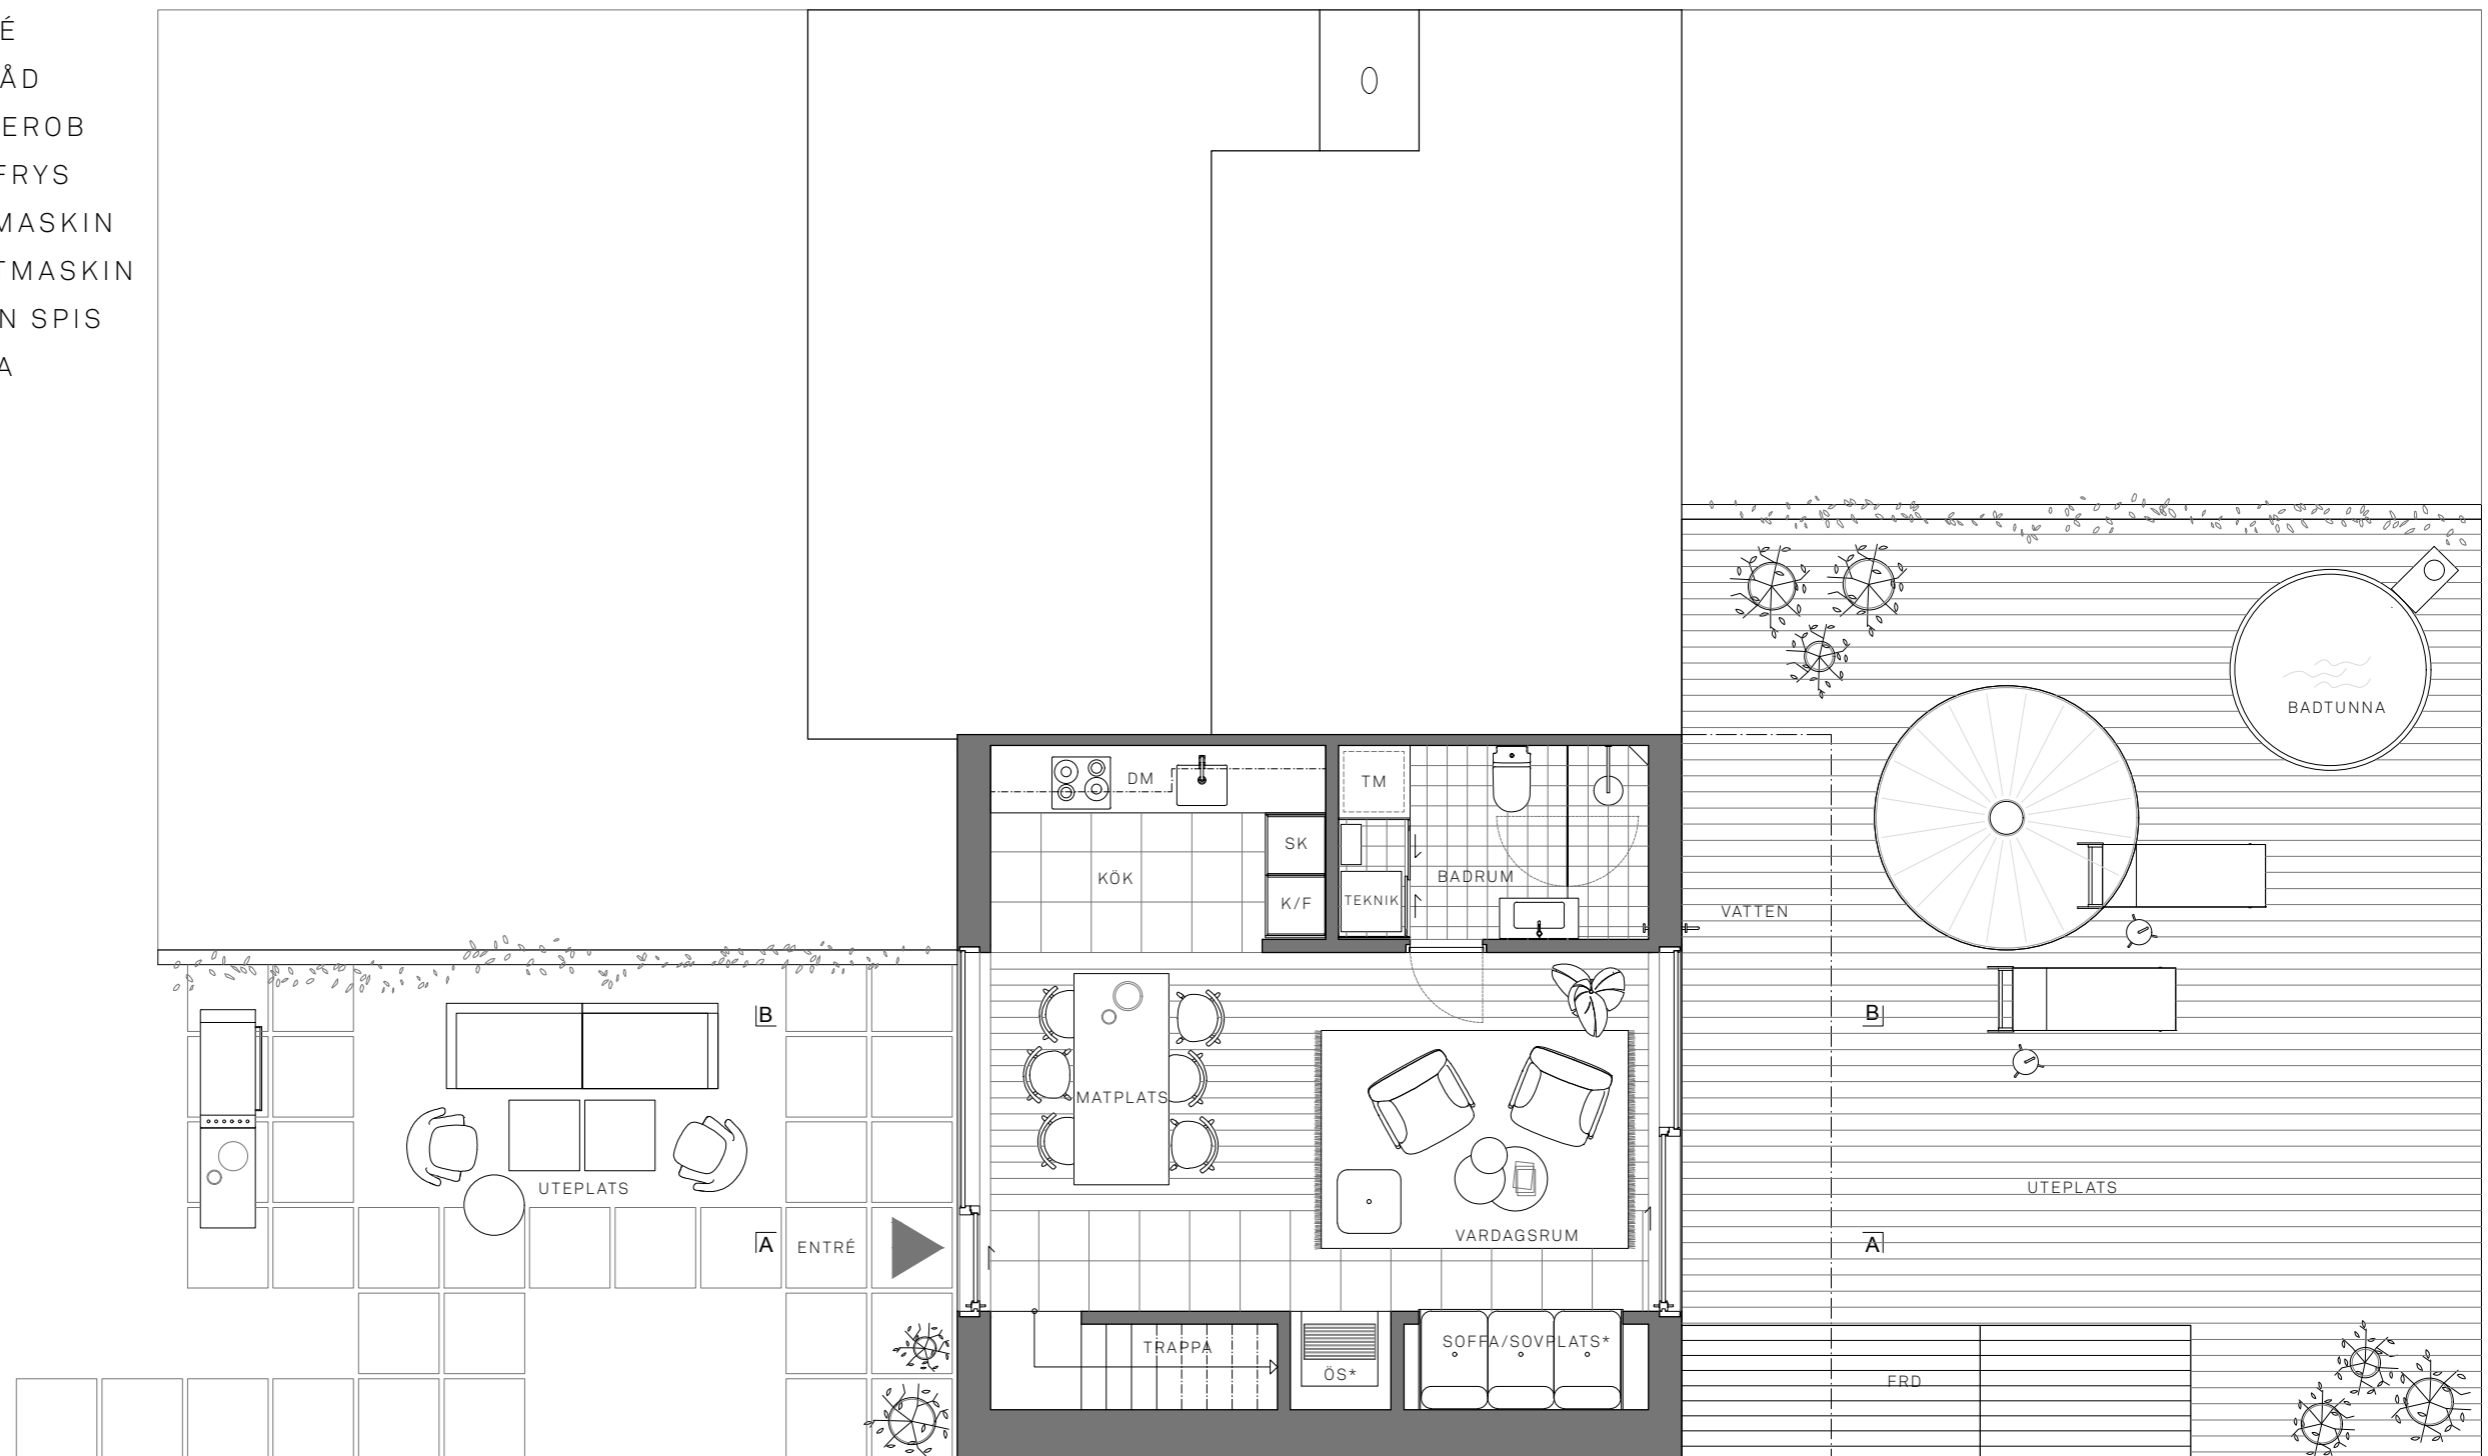 É
ÅD
EROB
FRYS
MASKIN
TMASKIN
N SPIS
A
BADTUNNA
DM
TM
SK
KÖK
BADRUM
K/F
TEKNIK
VATTEN
B
B
MATPLATS
UTEPLATS
UTEPLATS
A
ENTRÉ
VARDAGSRUM
A
TRAPPA
SOFFA/SOVPLATS*
ÖS*
FRD